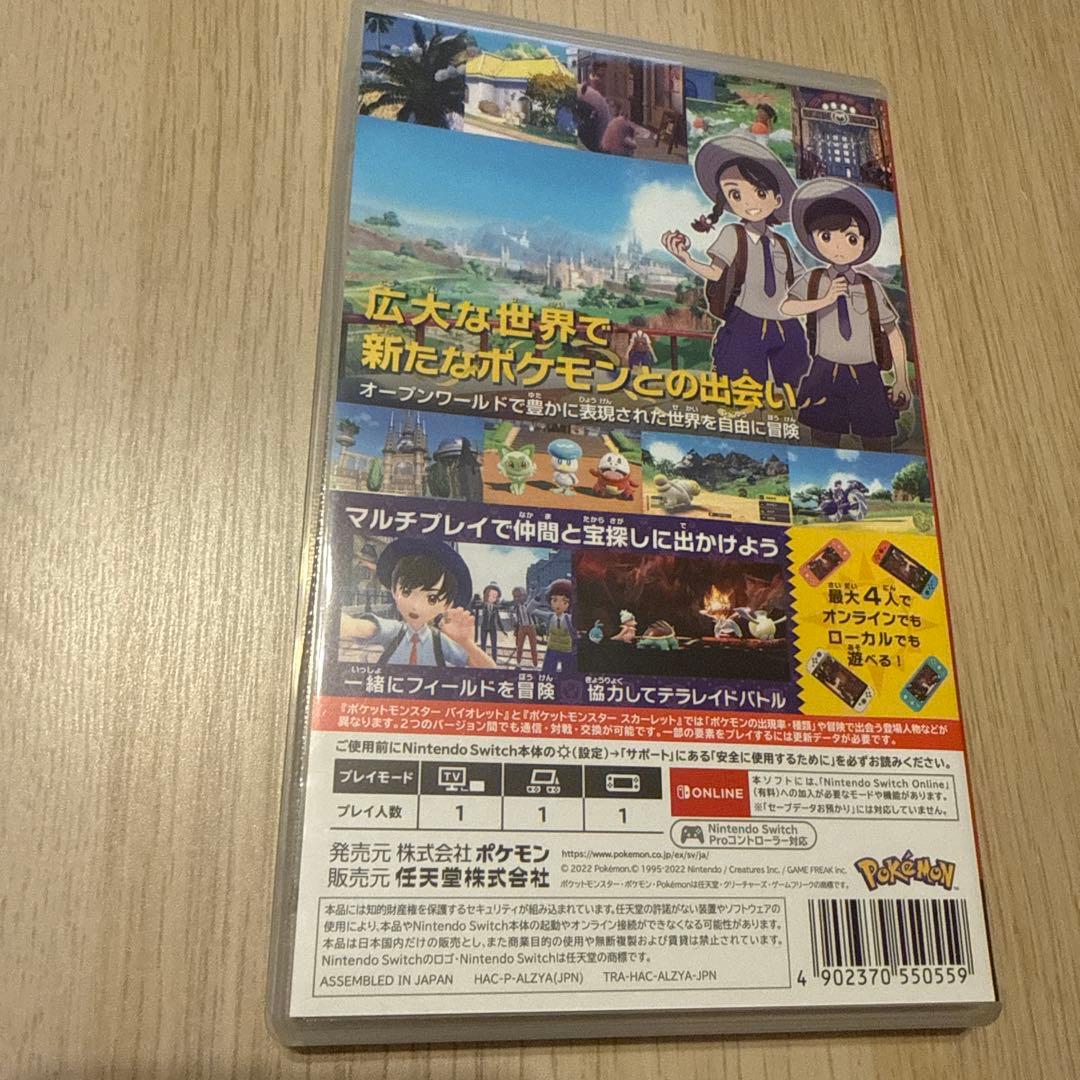 広大な世界で
新たなポケモンとの出会い
オープンワールドで豊かに表現された世界を自由に冒険
マルチプレイで仲間と宝探しに出かけよう
一緒にフィールドを冒険
協力してテラレイドバトル
最大4人で
オンラインでも
ローカルでも
遊べる!
『ポケットモンスター バイオレット』と『ポケットモンスター スカーレット』では「ポケモンの出現率・種類」や冒険で出会う登場人物などが
異なります。2つのバージョン間でも通信・対戦・交換が可能です。一部の要素をプレイするには更新データが必要です。
ご使用前にNintendo Switch本体の(設定)→「サポート」にある「安全に使用するために」を必ずお読みください。
プレイモード TV
プレイ人数 1 1 1
ONLINE
本ソフトには、「Nintendo Switch Online」
(有料)への加入が必要なモードや機能があります。
※「セーブデータお預かり」には対応していません。
Nintendo Switch
Proコントローラー対応
発売元 株式会社ポケモン
販売元 任天堂株式会社
https://www.pokemon.co.jp/ex/sv/ja/
© 2022 Pokémon. © 1995-2022 Nintendo / Creatures Inc. / GAME FREAK inc.
ポケットモンスター・ポケモン・Pokémonは任天堂・クリーチャーズ・ゲームフリークの商標です。
POKéMON
本品には知的財産権を保護するセキュリティが組み込まれています。任天堂の許諾がない装置やソフトウェアの
使用により、本品やNintendo Switch本体の起動やオンライン接続ができなくなる可能性があります。
本品は日本国内だけの販売とし、また商業目的の使用や無断複製および賃貸は禁止されています。
Nintendo Switchのロゴ・Nintendo Switchは任天堂の商標です。
ASSEMBLED IN JAPAN HAC-P-ALZYA(JPN) TRA-HAC-ALZYA-JPN
4 902370 550559